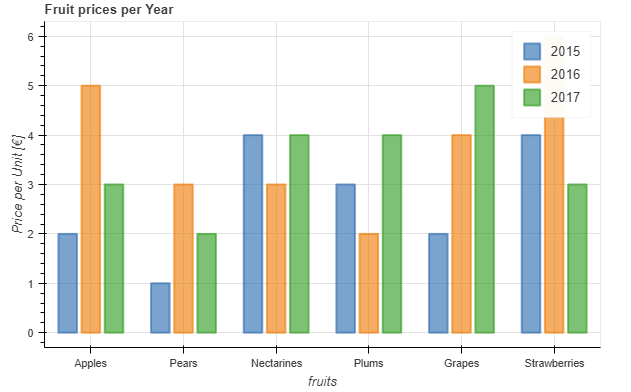 Fruit prices per Year
6
5
4
3
2
1
0
Price per Unit [€]
2015
2016
2017
Apples Pears Nectarines Plums Grapes Strawberries
fruits